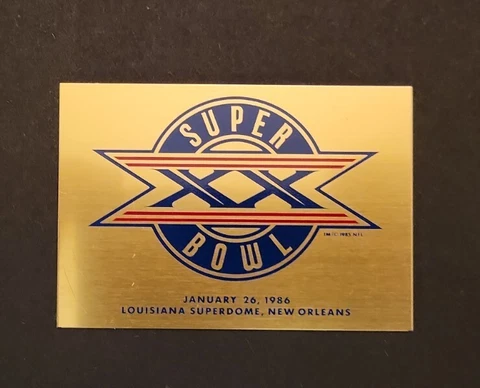 SUPER
XX
BOWL
JANUARY 26, 1986
LOUISIANA SUPERDOME, NEW ORLEANS